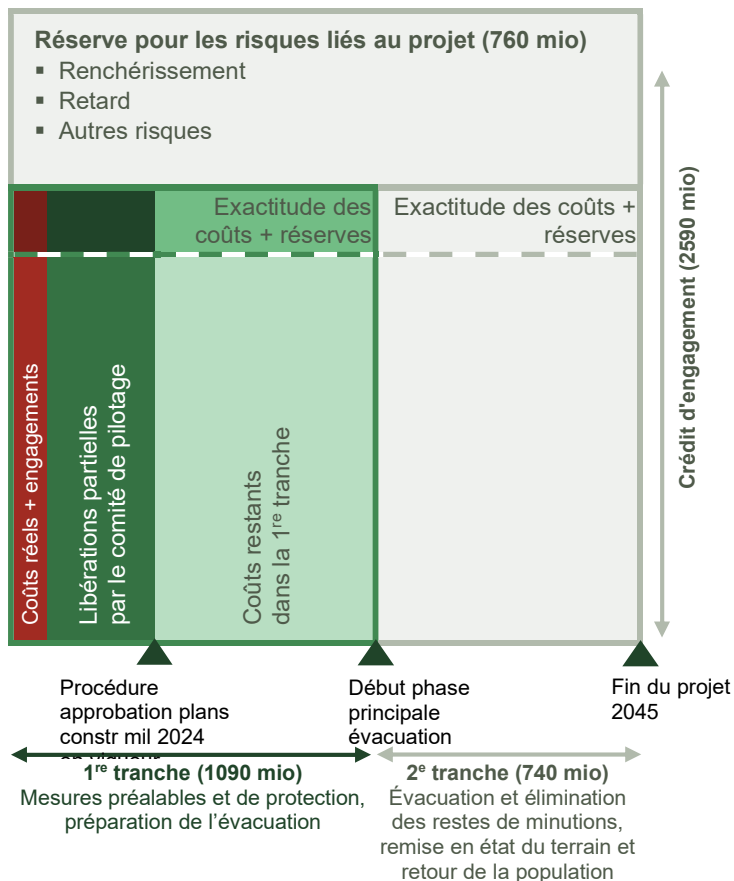 Réserve pour les risques liés au projet (760 mio)
▪ Renchérissement
▪ Retard
▪ Autres risques
Exactitude des
coûts + réserves
Exactitude des coûts +
réserves
Crédit d'engagement (2590 mio)
Coûts réels + engagements
Libérations partielles
par le comité de pilotage
Coûts restants
dans la 1re tranche
Procédure
approbation plans
constr mil 2024
Début phase
principale
évacuation
Fin du projet
2045
1re tranche (1090 mio)
Mesures préalables et de protection,
préparation de l’évacuation
2e tranche (740 mio)
Évacuation et élimination
des restes de minutions,
remise en état du terrain et
retour de la population